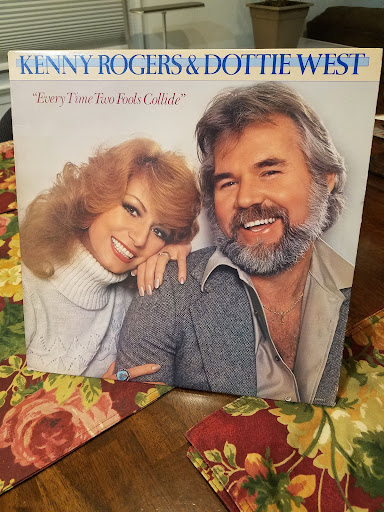 KENNY ROGERS & DOTTIE WEST
"Every Time Two Fools Collide"